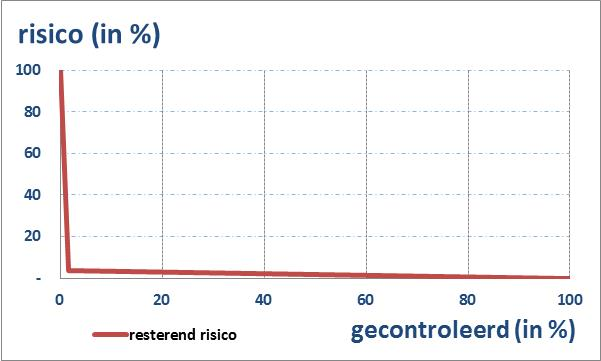 risico (in %)
100
80
60
40
20
-
0 20 40 60 80 100
resterend risico
gecontroleerd (in %)